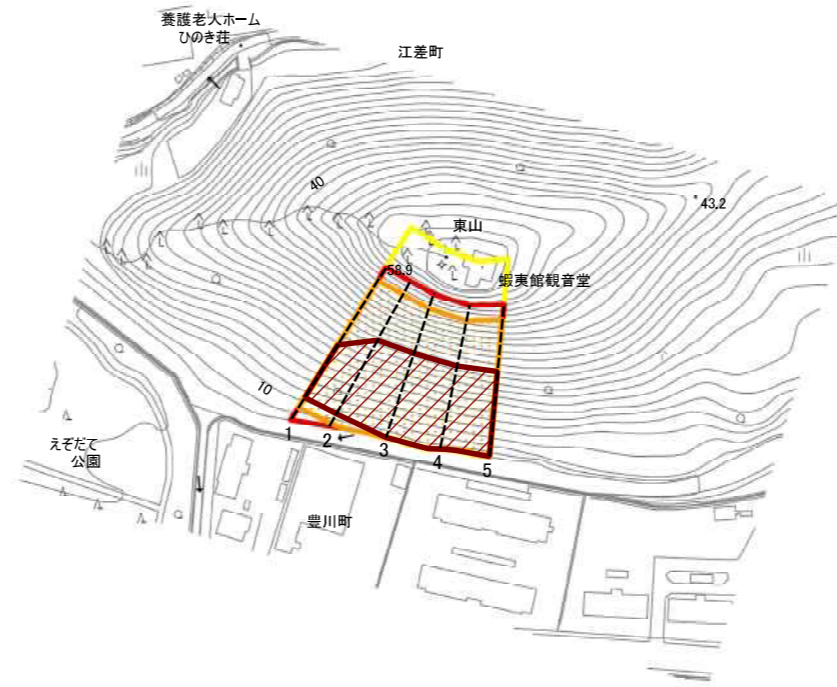 養護老人ホーム
ひのき荘
江差町
40
43.2
東山
58.9
蝦夷館観音堂
10
1
2
3
4
5
えぞだて
公園
豊川町